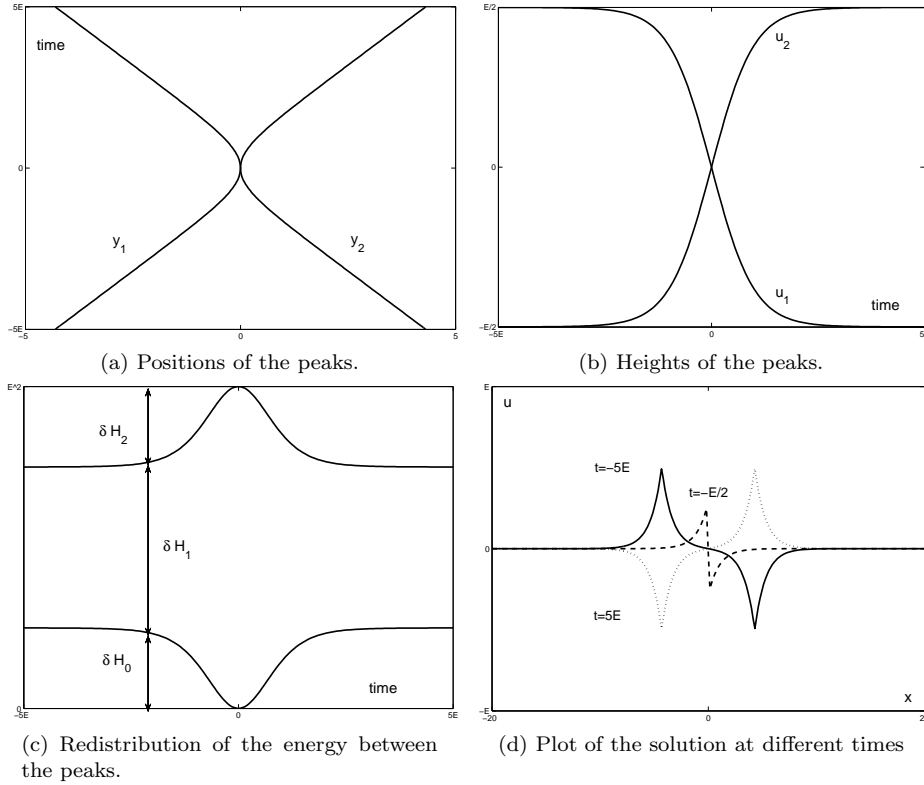 5E
time
0
y1
y2
-5E
-5
0
5
(a) Positions of the peaks.
E/2
u2
0
u1
time
-E/2
-5E
0
5E
(b) Heights of the peaks.
E^2
δ H2
δ H1
δ H0
time
0
-5E
0
5E
(c) Redistribution of the energy between
the peaks.
E
u
t=-5E
t=-E/2
0
t=5E
x
-E
-20
0
(d) Plot of the solution at different times